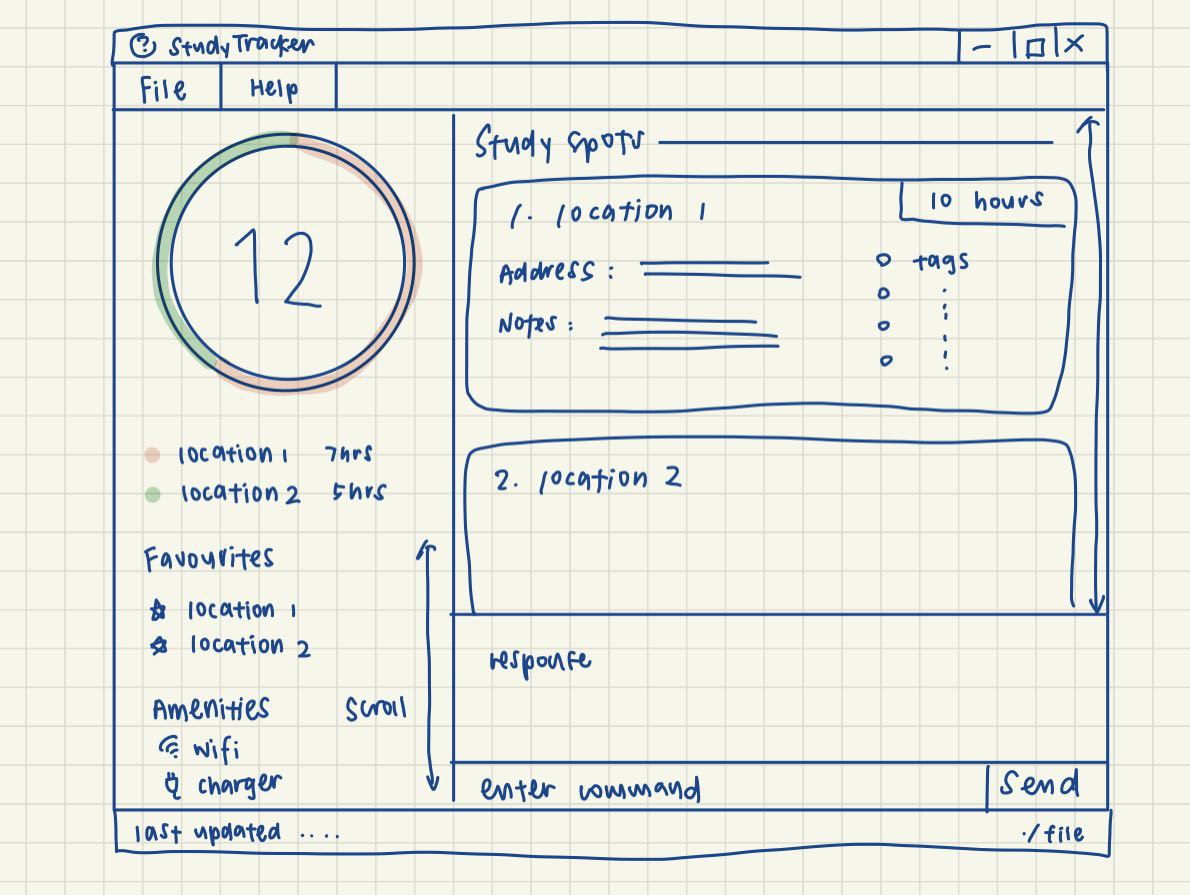 StudyTracker
File Help
12
location 1 7hrs
location 2 5hrs
Favourites
location 1
location 2
Amenities scroll
wifi
charger
Study spots
1. location 1 10 hours
Address :
Notes :
tags
2. location 2
response
enter command Send
last updated .... ./file